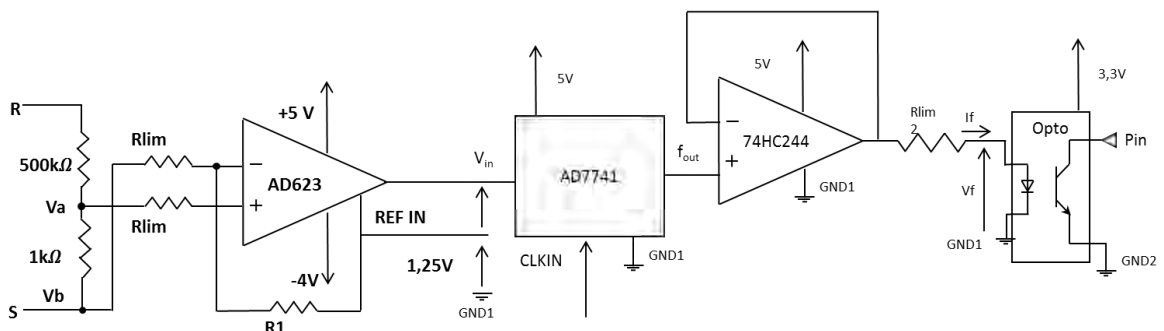 R
500kΩ
Va
1kΩ
Vb
S
Rlim
Rlim
+5 V
AD623
-4V
R1
REF IN
Vin
1,25V
GND1
5V
AD7741
CLKIN
GND1
fout
5V
74HC244
GND1
Rlim
2
If
Vf
GND1
3,3V
Opto
Pin
GND2